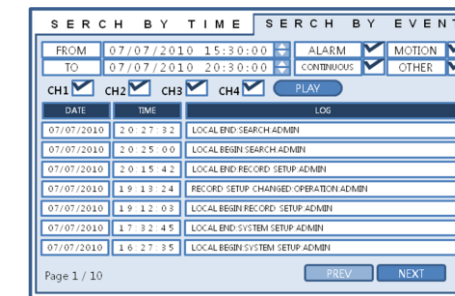 SERCH BY TIME SERCH BY EVENT
FROM 07/07/2010 15:30:00 ALARM MOTION
TO 07/07/2010 20:30:00 CONTINUOUS OTHER
CH1 CH2 CH3 CH4 PLAY
DATE TIME LOG
07/07/2010 20:27:32 LOCAL END:SEARCH:ADMIN
07/07/2010 20:25:00 LOCAL BEGIN:SEARCH:ADMIN
07/07/2010 20:15:42 LOCAL END:RECORD SETUP:ADMIN
07/07/2010 19:13:24 RECORD SETUP CHANGED:OPERATION:ADMIN
07/07/2010 19:12:03 LOCAL BEGIN:RECORD SETUP:ADMIN
07/07/2010 17:32:45 LOCAL END:SYSTEM SETUP:ADMIN
07/07/2010 16:27:35 LOCAL BEGIN:SYSTEM SETUP:ADMIN
Page 1 / 10 PREV NEXT